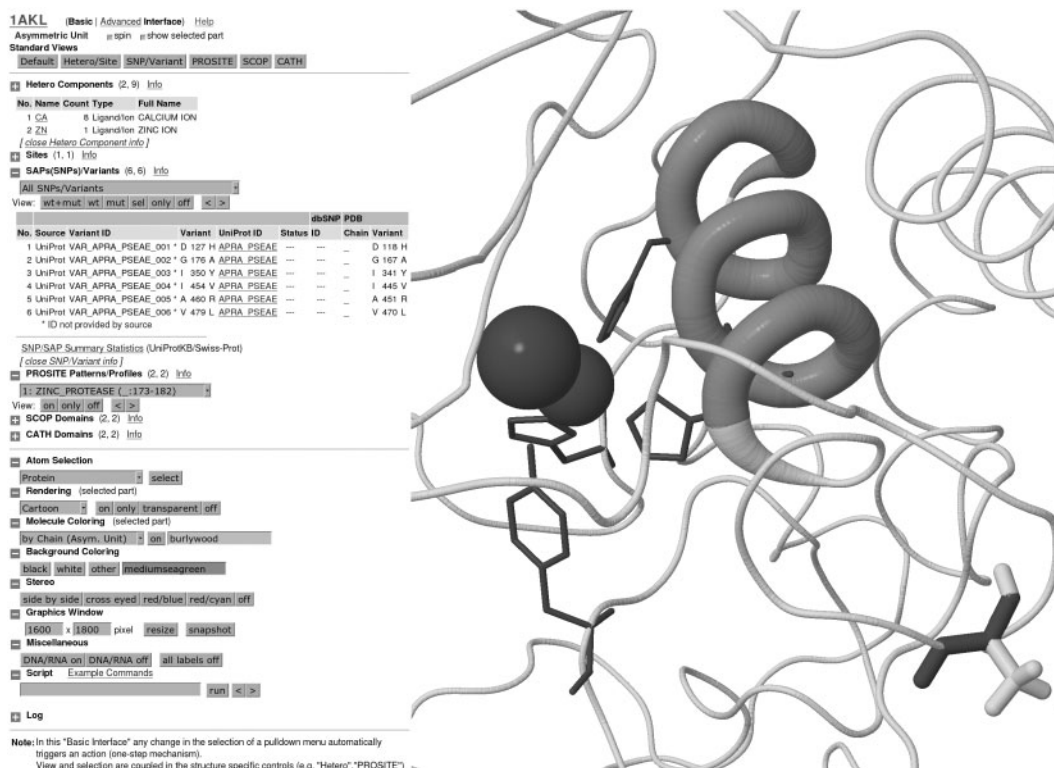 1AKL (Basic | Advanced Interface) Help
Asymmetric Unit spin show selected part
Standard Views
Default Hetero/Site SNP/Variant PROSITE SCOP CATH
Hetero Components (2, 9) Info
No. Name Count Type Full Name
1 CA 8 Ligand/Ion CALCIUM ION
2 ZN 1 Ligand/Ion ZINC ION
[ close Hetero Component info ]
Sites (1, 1) Info
SAPs(SNPs)/Variants (6, 6) Info
All SNPs/Variants
View: wt+mut wt mut sel only off < >
dbSNP PDB
No. Source Variant ID Variant UniProt ID Status ID Chain Variant
1 UniProt VAR_APRA_PSEAE_001 * D 127 H APRA_PSEAE --- --- _ D 118 H
2 UniProt VAR_APRA_PSEAE_002 * G 176 A APRA_PSEAE --- --- _ G 167 A
3 UniProt VAR_APRA_PSEAE_003 * I 350 Y APRA_PSEAE --- --- _ I 341 Y
4 UniProt VAR_APRA_PSEAE_004 * I 454 V APRA_PSEAE --- --- _ I 445 V
5 UniProt VAR_APRA_PSEAE_005 * A 460 R APRA_PSEAE --- --- _ A 451 R
6 UniProt VAR_APRA_PSEAE_006 * V 479 L APRA_PSEAE --- --- _ V 470 L
* ID not provided by source
SNP/SAP Summary Statistics (UniProtKB/Swiss-Prot)
[ close SNP/Variant info ]
PROSITE Patterns/Profiles (2, 2) Info
1: ZINC_PROTEASE (_:173-182)
View: on only off < >
SCOP Domains (2, 2) Info
CATH Domains (2, 2) Info
Atom Selection
Protein select
Rendering (selected part)
Cartoon on only transparent off
Molecule Coloring (selected part)
by Chain (Asym. Unit) on burlywood
Background Coloring
black white other mediumseagreen
Stereo
side by side cross eyed red/blue red/cyan off
Graphics Window
1600 x 1800 pixel resize snapshot
Miscellaneous
DNA/RNA on DNA/RNA off all labels off
Script Example Commands
run < >
Log
Note: In this "Basic Interface" any change in the selection of a pulldown menu automatically
triggers an action (one-step mechanism).
View and selection are coupled in the structure specific controls (e.g. "Hetero","PROSITE")